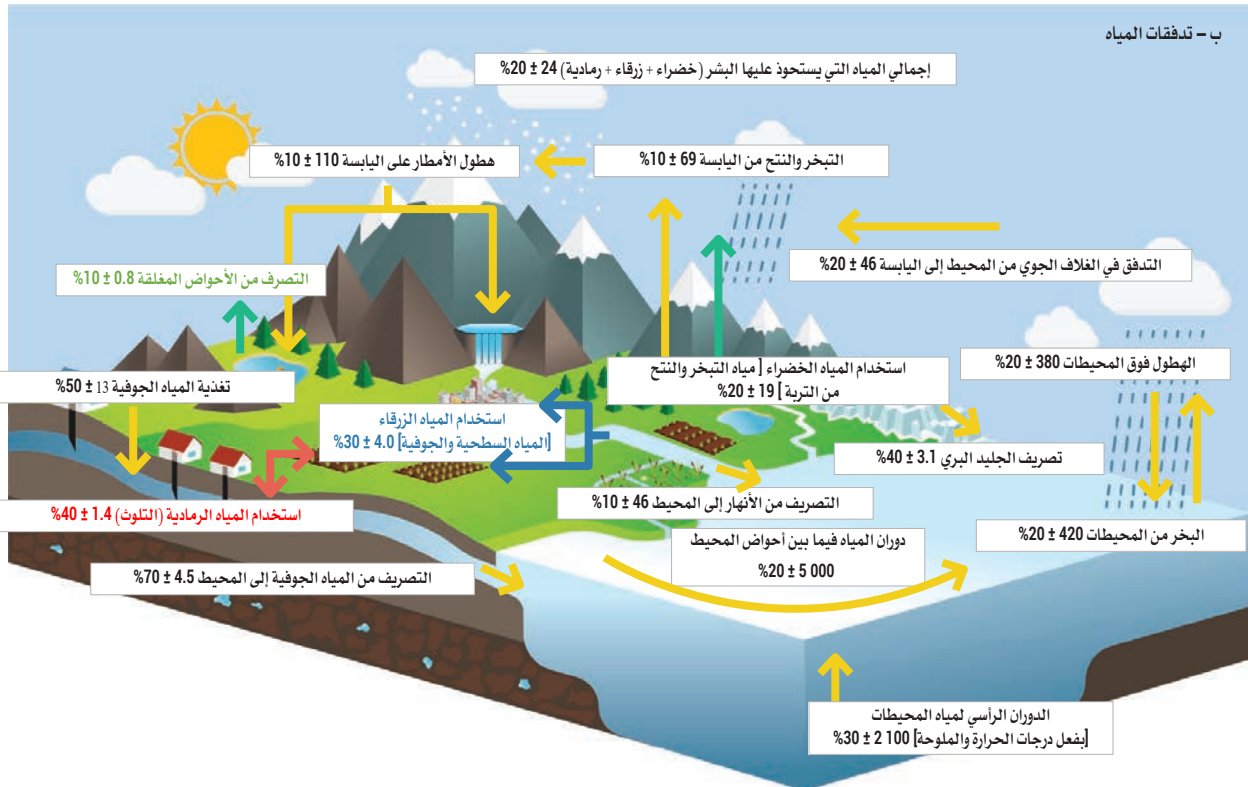 ب – تدفقات المياه
إجمالي المياه التي يستحوذ عليها البشر (خضراء + زرقاء + رمادية) 24 ± 20%
هطول الأمطار على اليابسة 110 ± 10%
التبخر والنتح من اليابسة 69 ± 10%
التدفق في الغلاف الجوي من المحيط إلى اليابسة 46 ± 20%
التصرف من الأحواض المغلقة 0.8 ± 10%
الهطول فوق المحيطات 380 ± 20%
استخدام المياه الخضراء [مياه التبخر والنتح
من التربة] 19 ± 20%
تغذية المياه الجوفية 13 ± 50%
استخدام المياه الزرقاء
[المياه السطحية والجوفية] 4.0 ± 30%
تصريف الجليد البري 3.1 ± 40%
التصريف من الأنهار إلى المحيط 46 ± 10%
استخدام المياه الرمادية (التلوث) 1.4 ± 40%
البخر من المحيطات 420 ± 20%
دوران المياه فيما بين أحواض المحيط
5 000 ± 20%
التصريف من المياه الجوفية إلى المحيط 4.5 ± 70%
الدوران الرأسي لمياه المحيطات
[بفعل درجات الحرارة والملوحة] 2 100 ± 30%